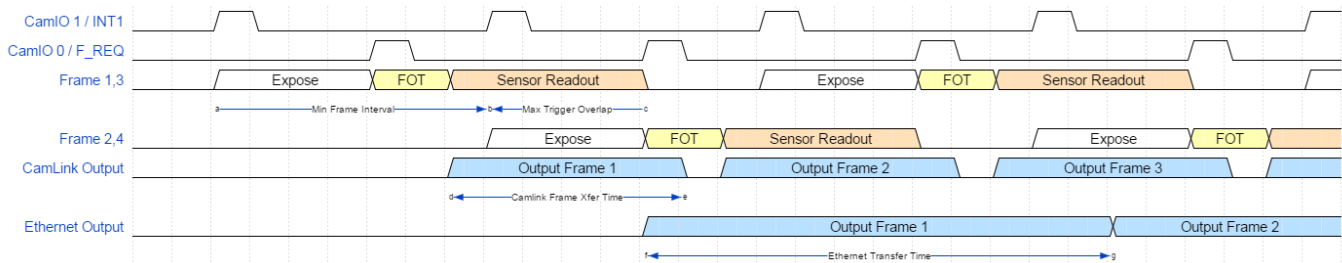 CamIO 1 / INT1
CamIO 0 / F_REQ
Frame 1,3 Expose FOT Sensor Readout Expose FOT Sensor Readout
a Min Frame Interval b Max Trigger Overlap c
Frame 2,4 Expose FOT Sensor Readout Expose FOT
CamLink Output Output Frame 1 Output Frame 2 Output Frame 3
d Camlink Frame Xfer Time e
Ethernet Output Output Frame 1 Output Frame 2
f Ethernet Transfer Time g